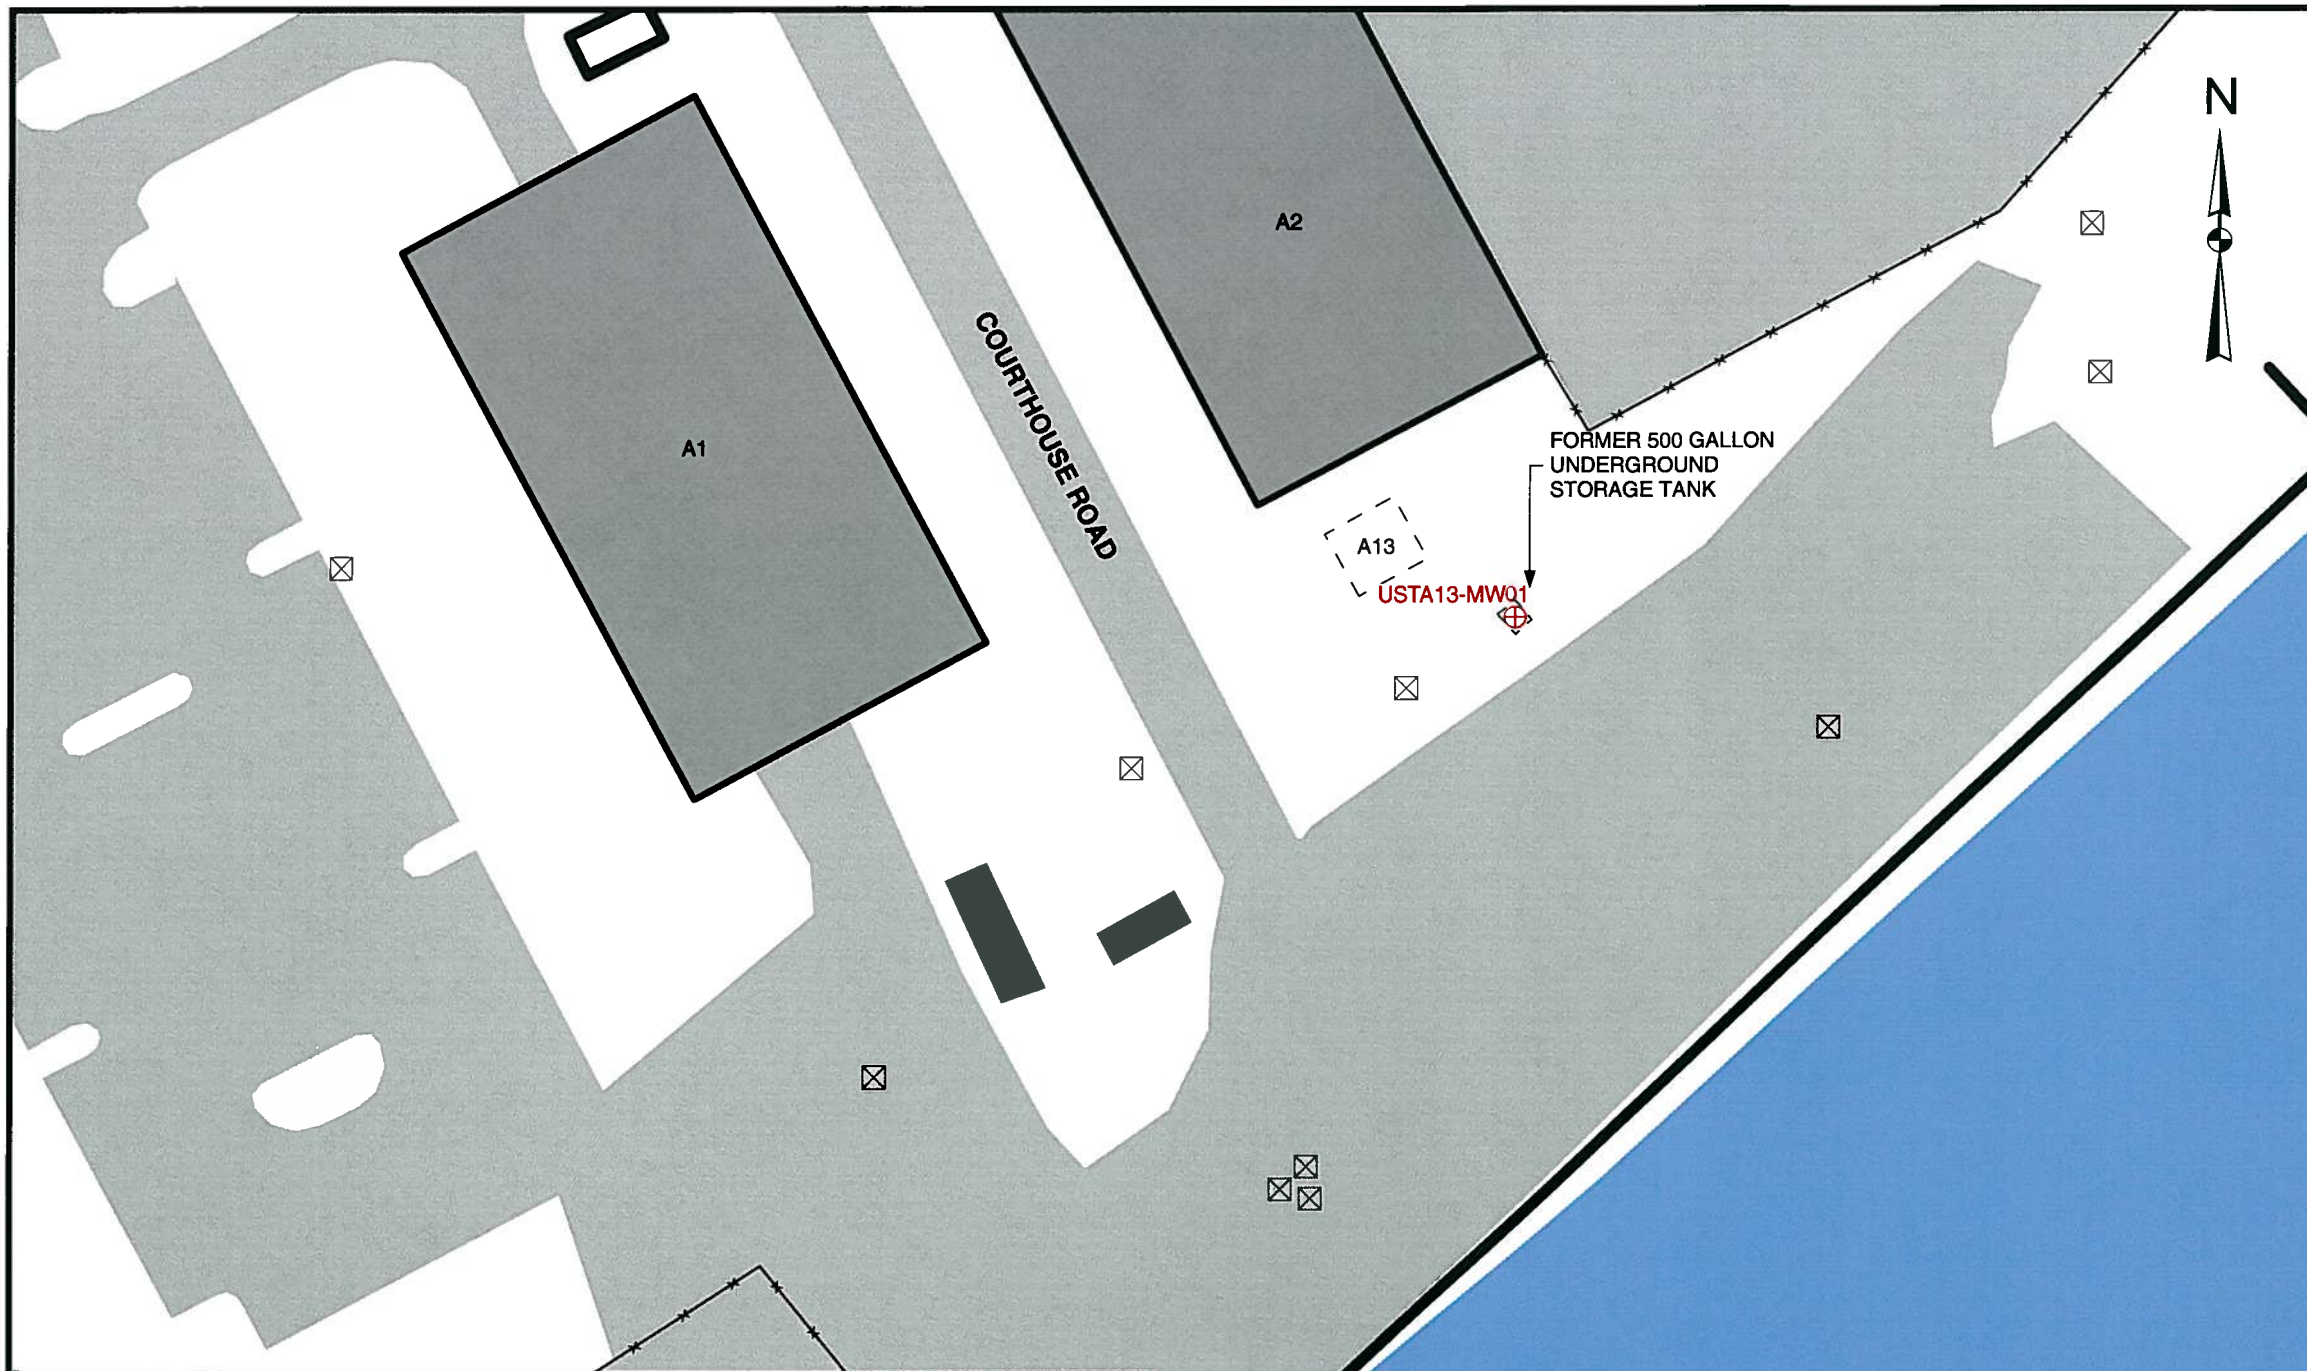 N
A2
COURTHOUSE ROAD
A1
FORMER 500 GALLON
UNDERGROUND
STORAGE TANK
A13
USTA13-MW01